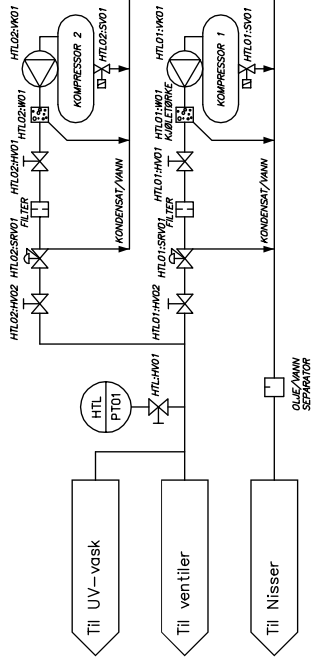 HTL02:VK01
KOMPRESSOR 2
HTL02:SV01
HTL02:W01
HTL02:HV01
FILTER
HTL02:SRV01
HTL02:HV02
KONDENSAT/VANN
HTL01:VK01
KOMPRESSOR 1
HTL01:SV01
HTL01:W01
KJØLETØRKE
HTL01:HV01
FILTER
HTL01:SRV01
HTL01:HV02
KONDENSAT/VANN
HTL
PT01
HTL:HV01
OLJE/VANN
SEPARATOR
Til UV-vask
Til ventiler
Til Nisser